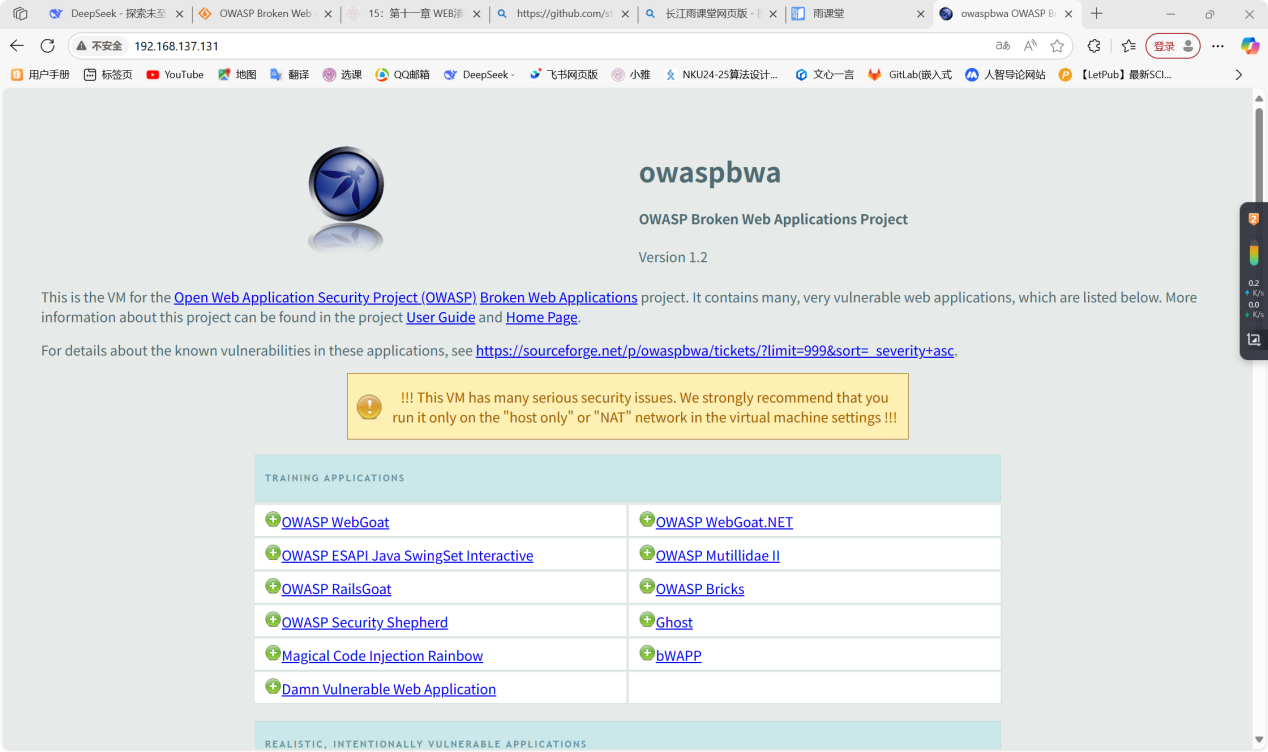 DeepSeek - 探索未至
OWASP Broken Web
15：第十一章 WEB渗
https://github.com/st
长江雨课堂网页版 -
雨课堂
owaspbwa OWASP Br
不安全 192.168.137.131
登录
用户手册 标签页 YouTube 地图 翻译 选课 QQ邮箱 DeepSeek - 飞书网页版 小雅 NKU24-25算法设计... 文心一言 GitLab(嵌入式 人智导论网站 【LetPub】最新SCI...
owaspbwa
OWASP Broken Web Applications Project
Version 1.2
This is the VM for the Open Web Application Security Project (OWASP) Broken Web Applications project. It contains many, very vulnerable web applications, which are listed below. More
information about this project can be found in the project User Guide and Home Page.
For details about the known vulnerabilities in these applications, see https://sourceforge.net/p/owaspbwa/tickets/?limit=999&sort=_severity+asc.
!!! This VM has many serious security issues. We strongly recommend that you
run it only on the "host only" or "NAT" network in the virtual machine settings !!!
2
0.2
K/s
0.0
K/s
TRAINING APPLICATIONS
OWASP WebGoat
OWASP WebGoat.NET
OWASP ESAPI Java SwingSet Interactive
OWASP Mutillidae II
OWASP RailsGoat
OWASP Bricks
OWASP Security Shepherd
Ghost
Magical Code Injection Rainbow
bWAPP
Damn Vulnerable Web Application
REALISTIC, INTENTIONALLY VULNERABLE APPLICATIONS